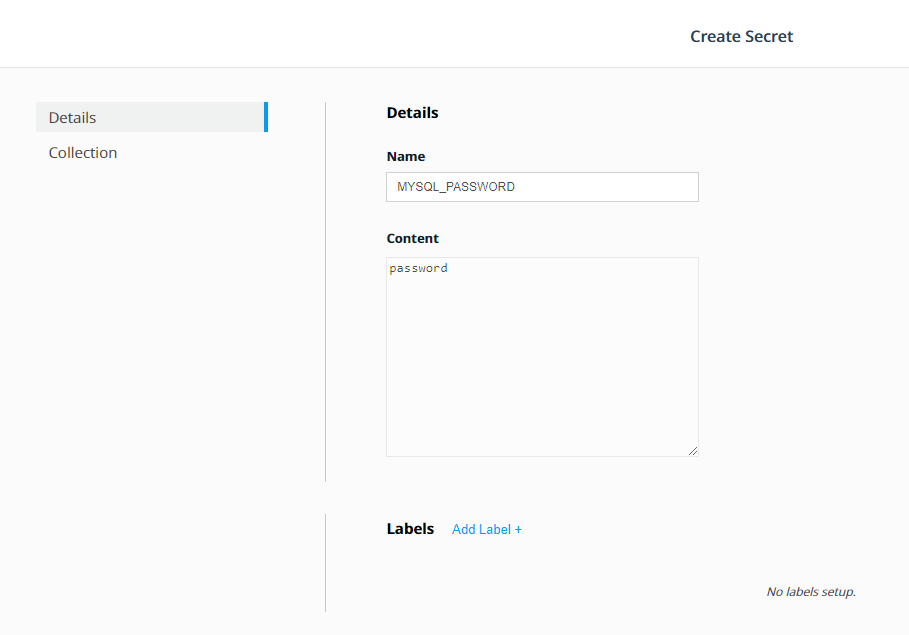 Create Secret
Details
Collection
Details
Name
MYSQL_PASSWORD
Content
password
Labels Add Label +
No labels setup.